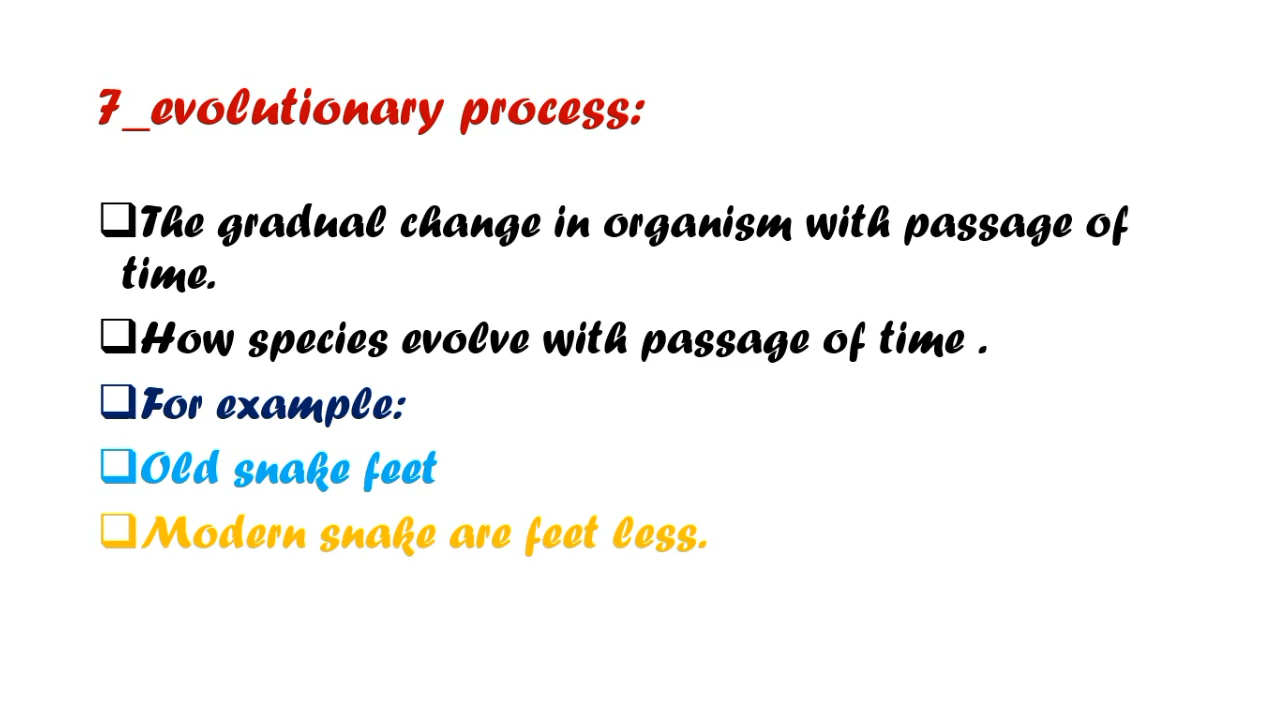 7_evolutionary process:
❑The gradual change in organism with passage of
time.
❑How species evolve with passage of time .
❑For example:
❑Old snake feet
❑Modern snake are feet less.